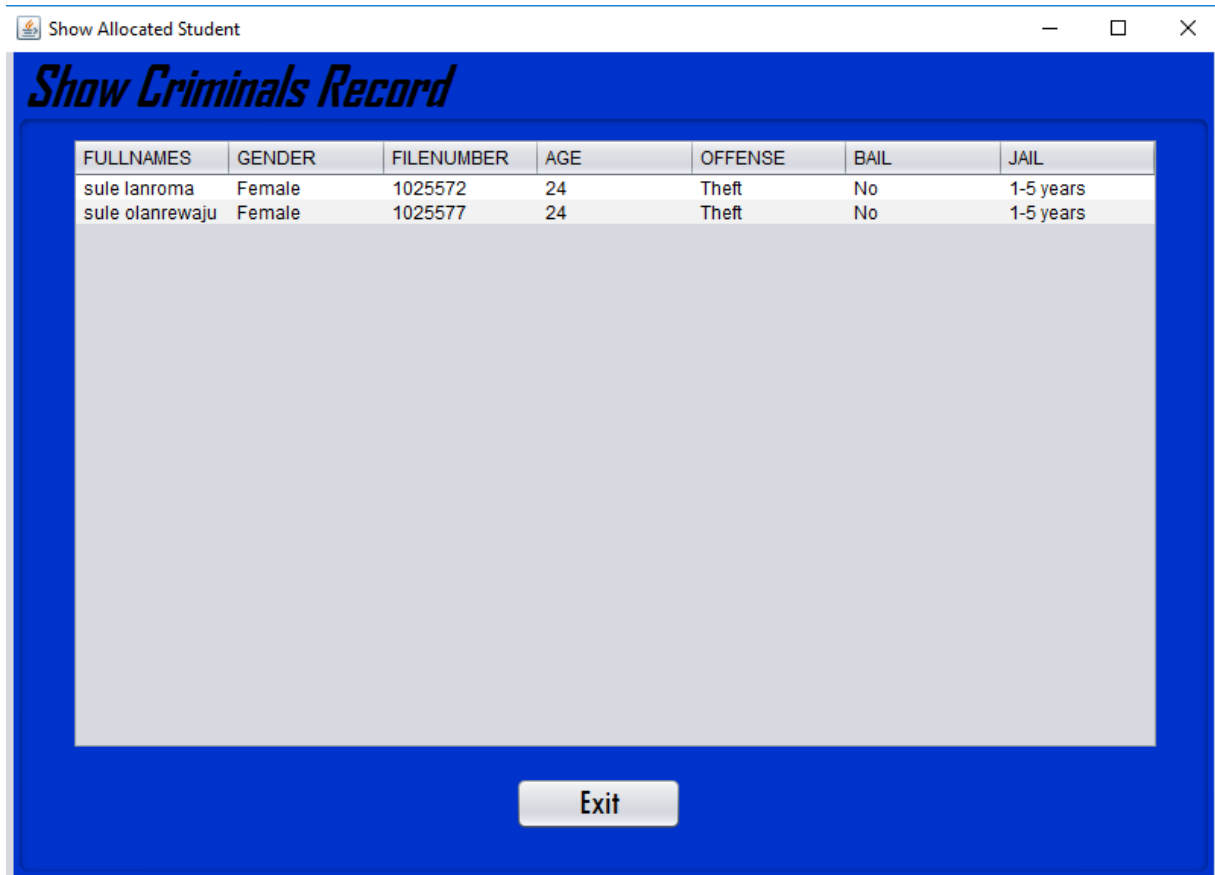 Show Allocated Student
Show Criminals Record
FULLNAMES GENDER FILENUMBER AGE OFFENSE BAIL JAIL
sule lanroma Female 1025572 24 Theft No 1-5 years
sule olanrewaju Female 1025577 24 Theft No 1-5 years
Exit